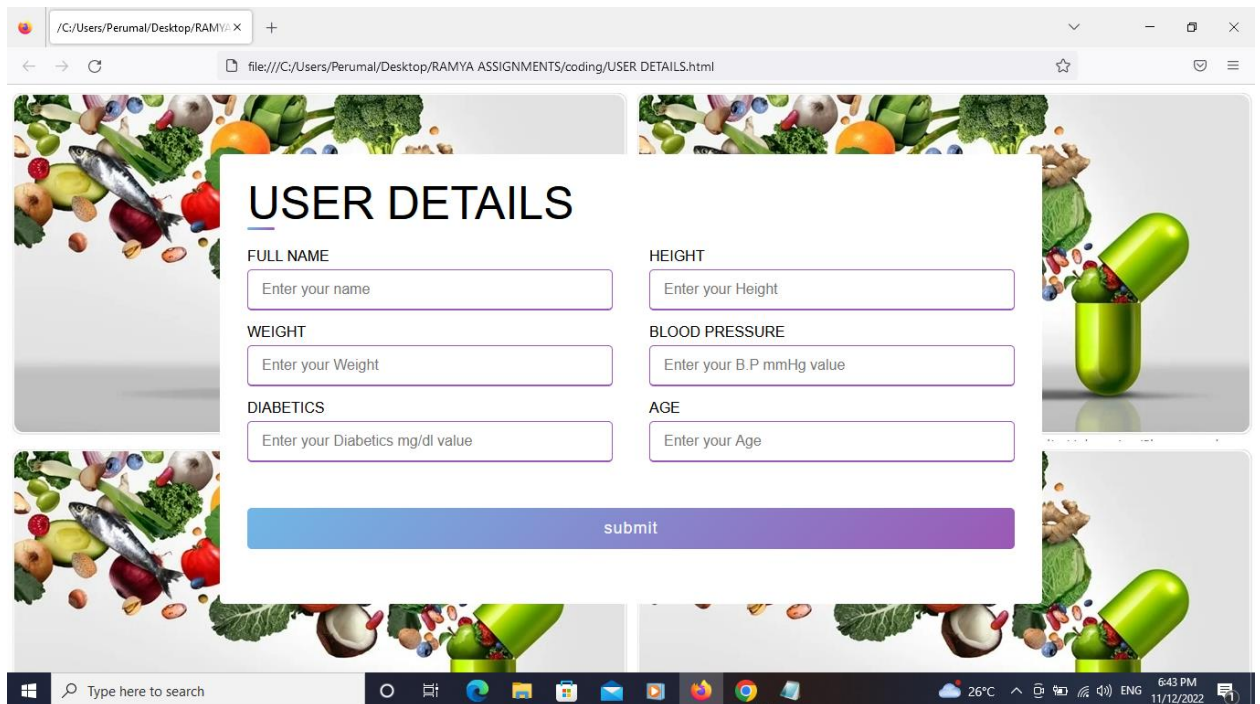 /C:/Users/Perumal/Desktop/RAMYA
file:///C:/Users/Perumal/Desktop/RAMYA ASSIGNMENTS/coding/USER DETAILS.html
USER DETAILS
FULL NAME
HEIGHT
Enter your name
Enter your Height
WEIGHT
BLOOD PRESSURE
Enter your Weight
Enter your B.P mmHg value
DIABETICS
AGE
Enter your Diabetics mg/dl value
Enter your Age
submit
Type here to search
26°C
ENG
6:43 PM
11/12/2022
1